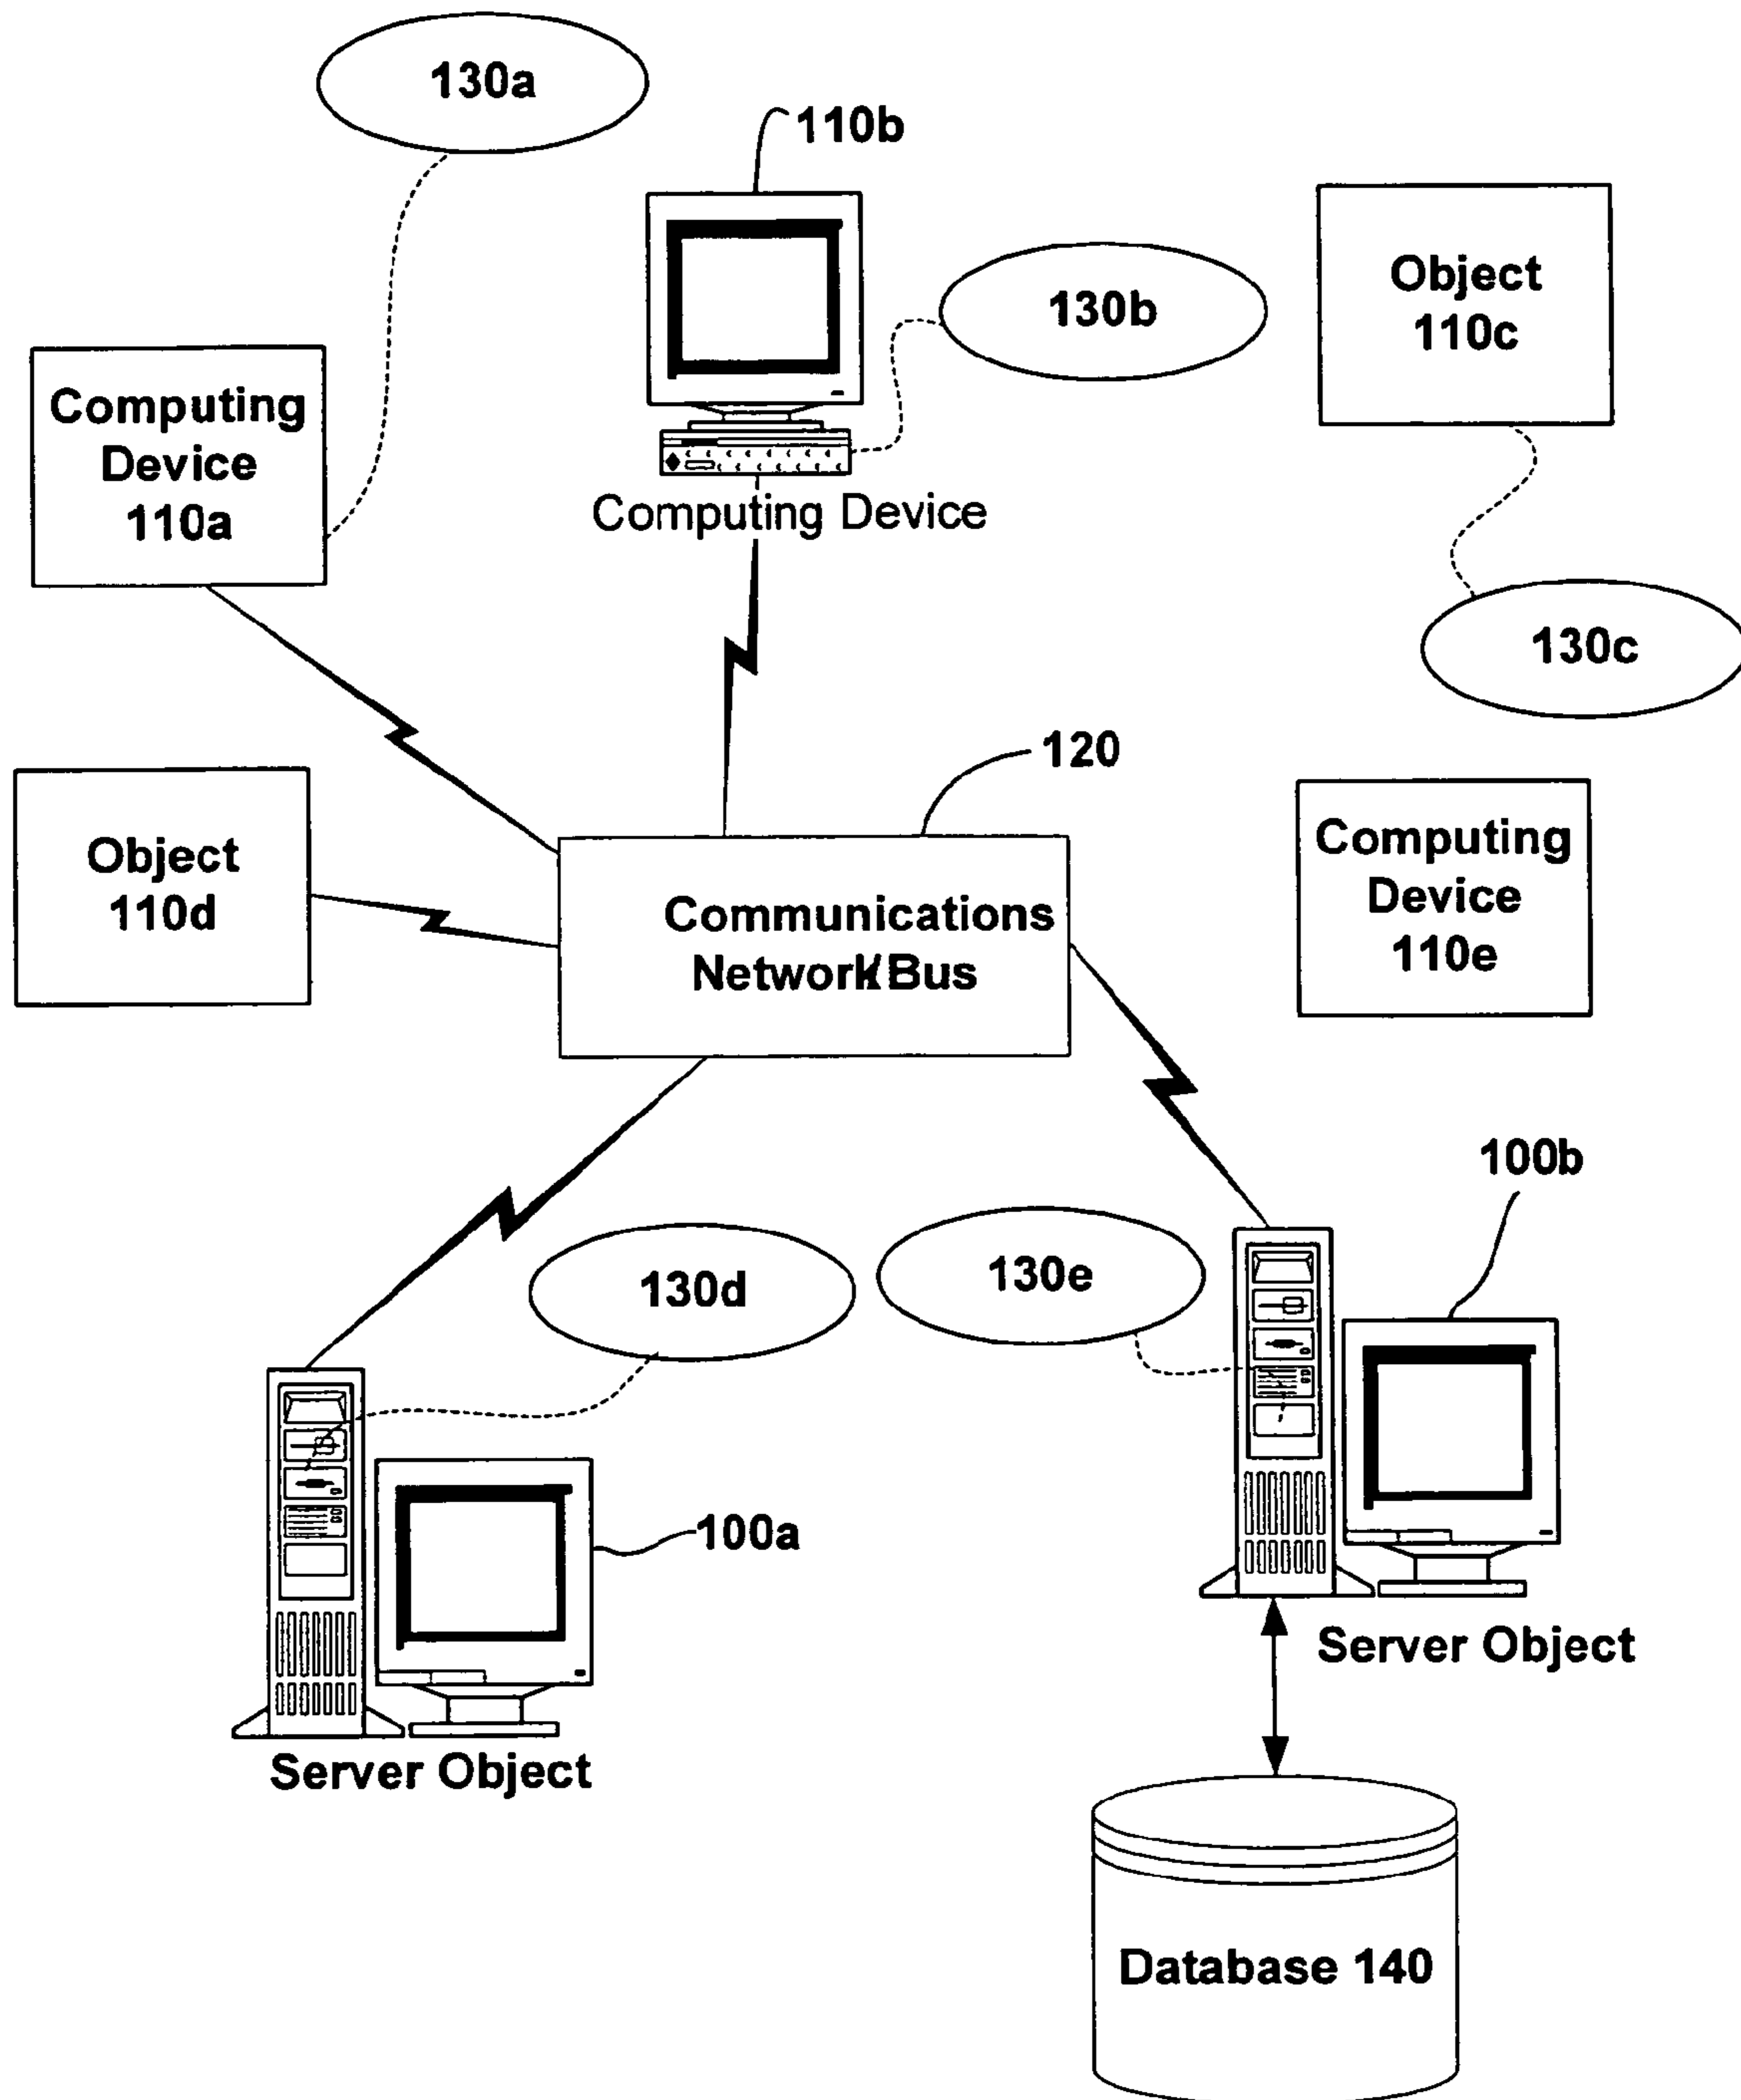 130a
110b
130b
Object
110c
Computing
Device
110a
Computing Device
130c
120
Object
110d
Communications
Network/Bus
Computing
Device
110e
100b
130d
130e
100a
Server Object
Server Object
Database 140